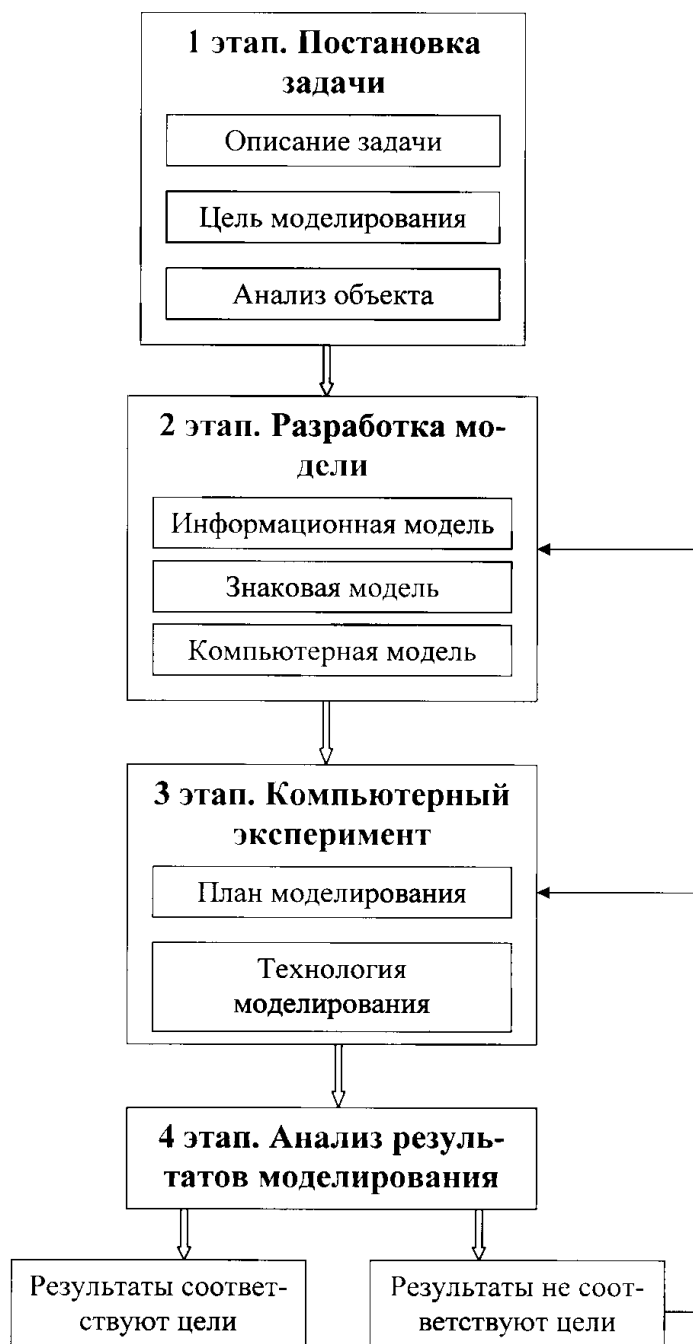 1 этап. Постановка
задачи
Описание задачи
Цель моделирования
Анализ объекта
2 этап. Разработка мо-
дели
Информационная модель
Знаковая модель
Компьютерная модель
3 этап. Компьютерный
эксперимент
План моделирования
Технология
моделирования
4 этап. Анализ резуль-
татов моделирования
Результаты соответ-
ствуют цели
Результаты не соот-
ветствуют цели